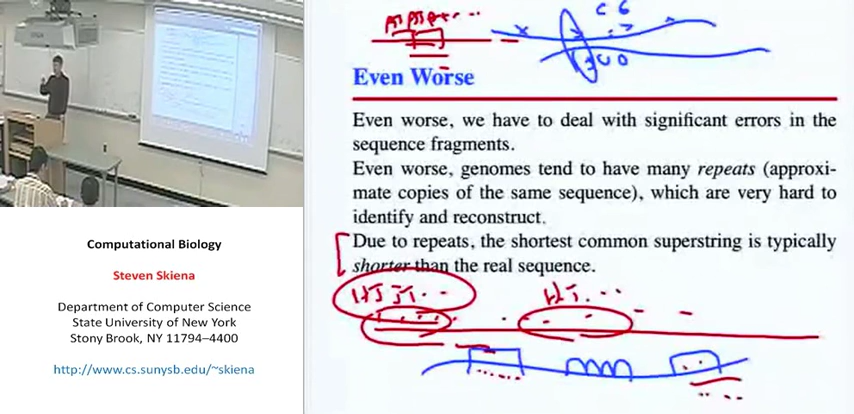 Even Worse
Even worse, we have to deal with significant errors in the
sequence fragments.
Even worse, genomes tend to have many repeats (approxi-
mate copies of the same sequence), which are very hard to
identify and reconstruct.
Due to repeats, the shortest common superstring is typically
shorter than the real sequence.
Computational Biology
Steven Skiena
Department of Computer Science
State University of New York
Stony Brook, NY 11794–4400
http://www.cs.sunysb.edu/~skiena